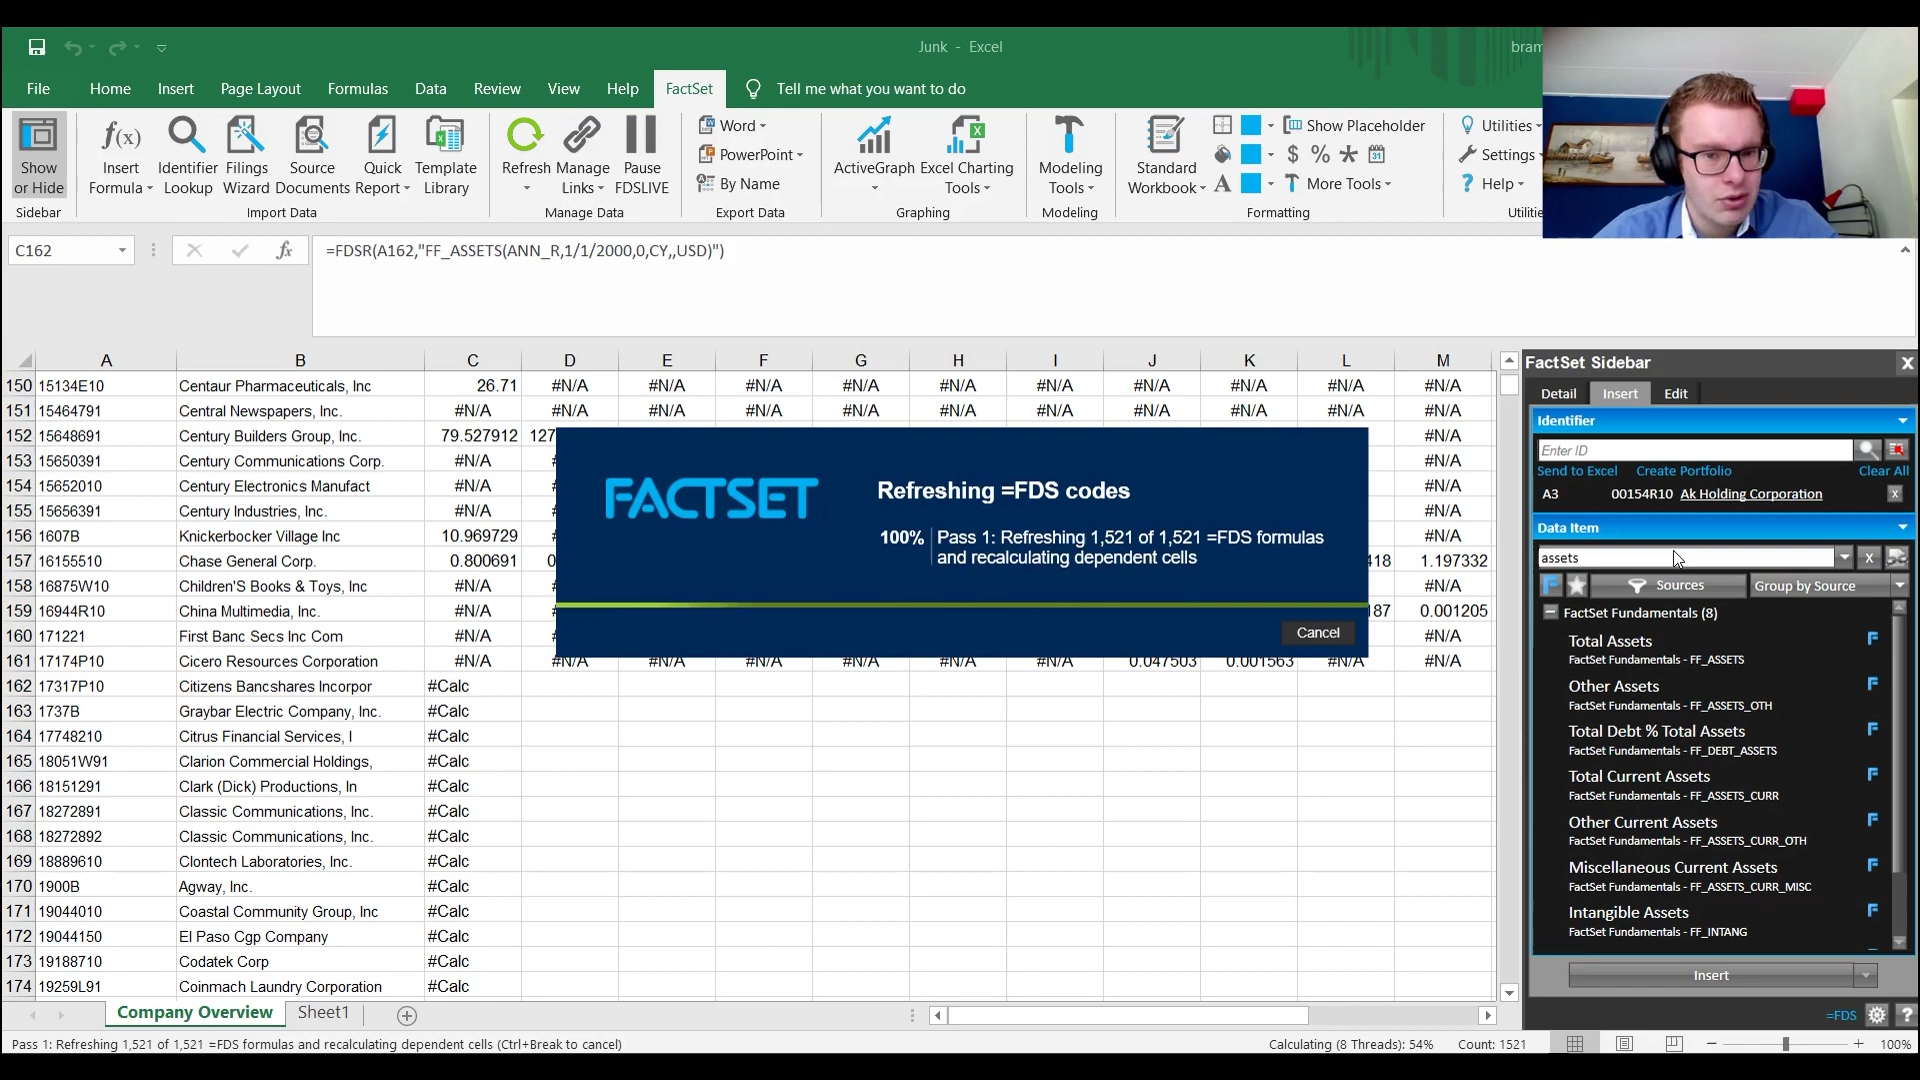 Junk - Excel
bram
File Home Insert Page Layout Formulas Data Review View Help FactSet Tell me what you want to do
Show or Hide
Sidebar
Insert Formula
Identifier Lookup
Filings Wizard
Source Documents
Quick Report
Template Library
Import Data
Refresh
Manage Links
Pause FDSLIVE
Manage Data
Word
PowerPoint
By Name
Export Data
ActiveGraph
Excel Charting Tools
Graphing
Modeling Tools
Modeling
Standard Workbook
Show Placeholder
More Tools
Formatting
Utilities
Settings
Help
Utilitie
C162 fx =FDSR(A162,"FF_ASSETS(ANN_R,1/1/2000,0,CY,,USD)")
A B C D E F G H I J K L M
150 15134E10 Centaur Pharmaceuticals, Inc 26.71 #N/A #N/A #N/A #N/A #N/A #N/A #N/A #N/A #N/A #N/A
151 15464791 Central Newspapers, Inc. #N/A #N/A #N/A #N/A #N/A #N/A #N/A #N/A #N/A #N/A #N/A
152 15648691 Century Builders Group, Inc. 79.527912 127 #N/A
153 15650391 Century Communications Corp. #N/A #N/A
154 15652010 Century Electronics Manufact #N/A #N/A
155 15656391 Century Industries, Inc. #N/A #N/A
156 1607B Knickerbocker Village Inc 10.969729 #N/A
157 16155510 Chase General Corp. 0.800691 0 418 1.197332
158 16875W10 Children'S Books & Toys, Inc #N/A #N/A
159 16944R10 China Multimedia, Inc. #N/A 187 0.001205
160 171221 First Banc Secs Inc Com #N/A #N/A
161 17174P10 Cicero Resources Corporation #N/A #N/A #N/A #N/A #N/A #N/A #N/A 0.047503 0.001563 #N/A #N/A
162 17317P10 Citizens Bancshares Incorpor #Calc
163 1737B Graybar Electric Company, Inc. #Calc
164 17748210 Citrus Financial Services, I #Calc
165 18051W91 Clarion Commercial Holdings, #Calc
166 18151291 Clark (Dick) Productions, In #Calc
167 18272891 Classic Communications, Inc. #Calc
168 18272892 Classic Communications, Inc. #Calc
169 18889610 Clontech Laboratories, Inc. #Calc
170 1900B Agway, Inc. #Calc
171 19044010 Coastal Community Group, Inc #Calc
172 19044150 El Paso Cgp Company #Calc
173 19188710 Codatek Corp #Calc
174 19259L91 Coinmach Laundry Corporation #Calc
FACTSET
Refreshing =FDS codes
100% Pass 1: Refreshing 1,521 of 1,521 =FDS formulas
and recalculating dependent cells
Cancel
FactSet Sidebar X
Detail Insert Edit
Identifier
Enter ID
Send to Excel Create Portfolio Clear All
A3 00154R10 Ak Holding Corporation x
Data Item
assets x
Sources Group by Source
FactSet Fundamentals (8)
Total Assets
FactSet Fundamentals - FF_ASSETS
Other Assets
FactSet Fundamentals - FF_ASSETS_OTH
Total Debt % Total Assets
FactSet Fundamentals - FF_DEBT_ASSETS
Total Current Assets
FactSet Fundamentals - FF_ASSETS_CURR
Other Current Assets
FactSet Fundamentals - FF_ASSETS_CURR_OTH
Miscellaneous Current Assets
FactSet Fundamentals - FF_ASSETS_CURR_MISC
Intangible Assets
FactSet Fundamentals - FF_INTANG
Insert
=FDS ?
Company Overview Sheet1
Pass 1: Refreshing 1,521 of 1,521 =FDS formulas and recalculating dependent cells (Ctrl+Break to cancel) Calculating (8 Threads): 54% Count: 1521 100%